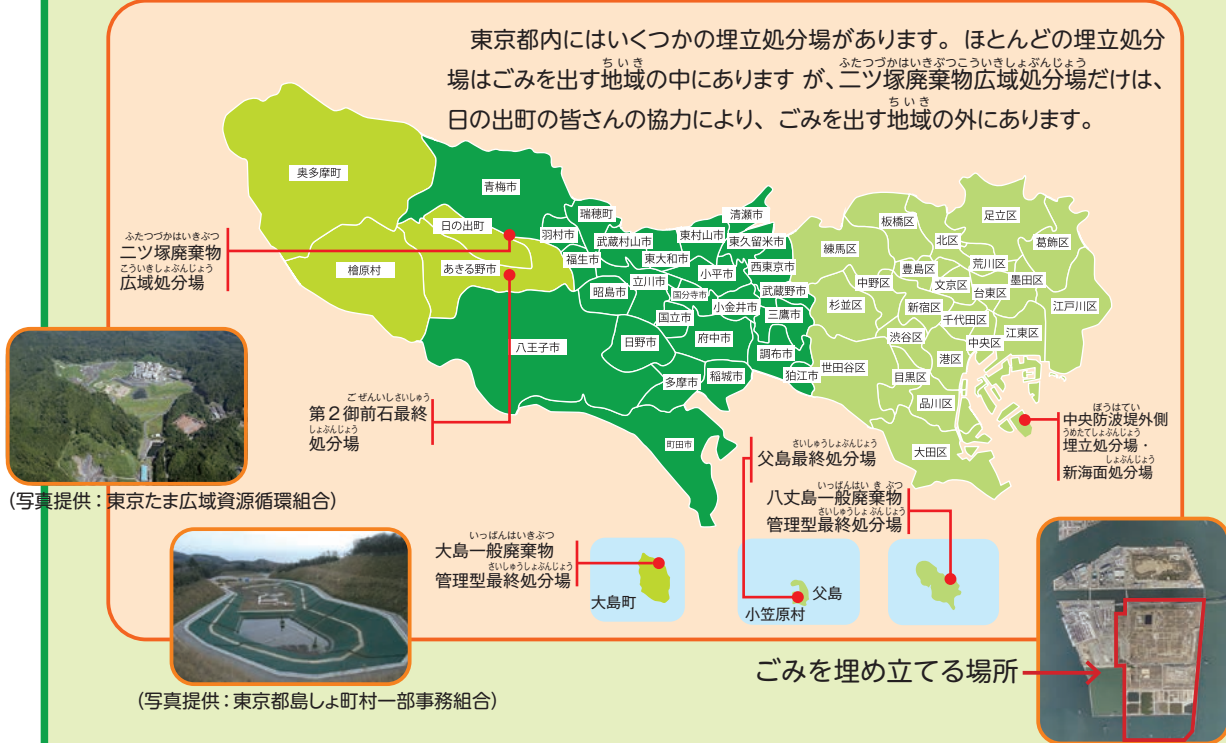 東京都内にはいくつかの埋立処分場があります。ほとんどの埋立処分
場はごみを出す地域の中にありますが、二ツ塚廃棄物広域処分場だけは、
日の出町の皆さんの協力により、ごみを出す地域の外にあります。
ちいき
ふたつづかはいきぶつこういきしょぶんじょう
ちいき
奥多摩町
青梅市
日の出町
檜原村
あきる野市
瑞穂町
羽村市
福生市
武蔵村山市
東村山市
清瀬市
東久留米市
東大和市
小平市
西東京市
立川市
昭島市
国分寺市
小金井市
武蔵野市
三鷹市
国立市
府中市
日野市
調布市
狛江市
八王子市
多摩市
稲城市
町田市
板橋区
足立区
北区
葛飾区
練馬区
荒川区
豊島区
墨田区
中野区
文京区
台東区
江戸川区
杉並区
新宿区
千代田区
江東区
渋谷区
中央区
港区
世田谷区
目黒区
品川区
大田区
ふたつづかはいきぶつ
二ツ塚廃棄物
こういきしょぶんじょう
広域処分場
(写真提供:東京たま広域資源循環組合)
ごぜんいしさいしゅう
第2御前石最終
しょぶんじょう
処分場
さいしゅうしょぶんじょう
父島最終処分場
いっぱんはいきぶつ
八丈島一般廃棄物
さいしゅうしょぶんじょう
管理型最終処分場
ぼうはてい
中央防波堤外側
うめたてしょぶんじょう
埋立処分場・
しょぶんじょう
新海面処分場
いっぱんはいきぶつ
大島一般廃棄物
さいしゅうしょぶんじょう
管理型最終処分場
大島町
父島
小笠原村
(写真提供:東京都島しょ町村一部事務組合)
ごみを埋め立てる場所